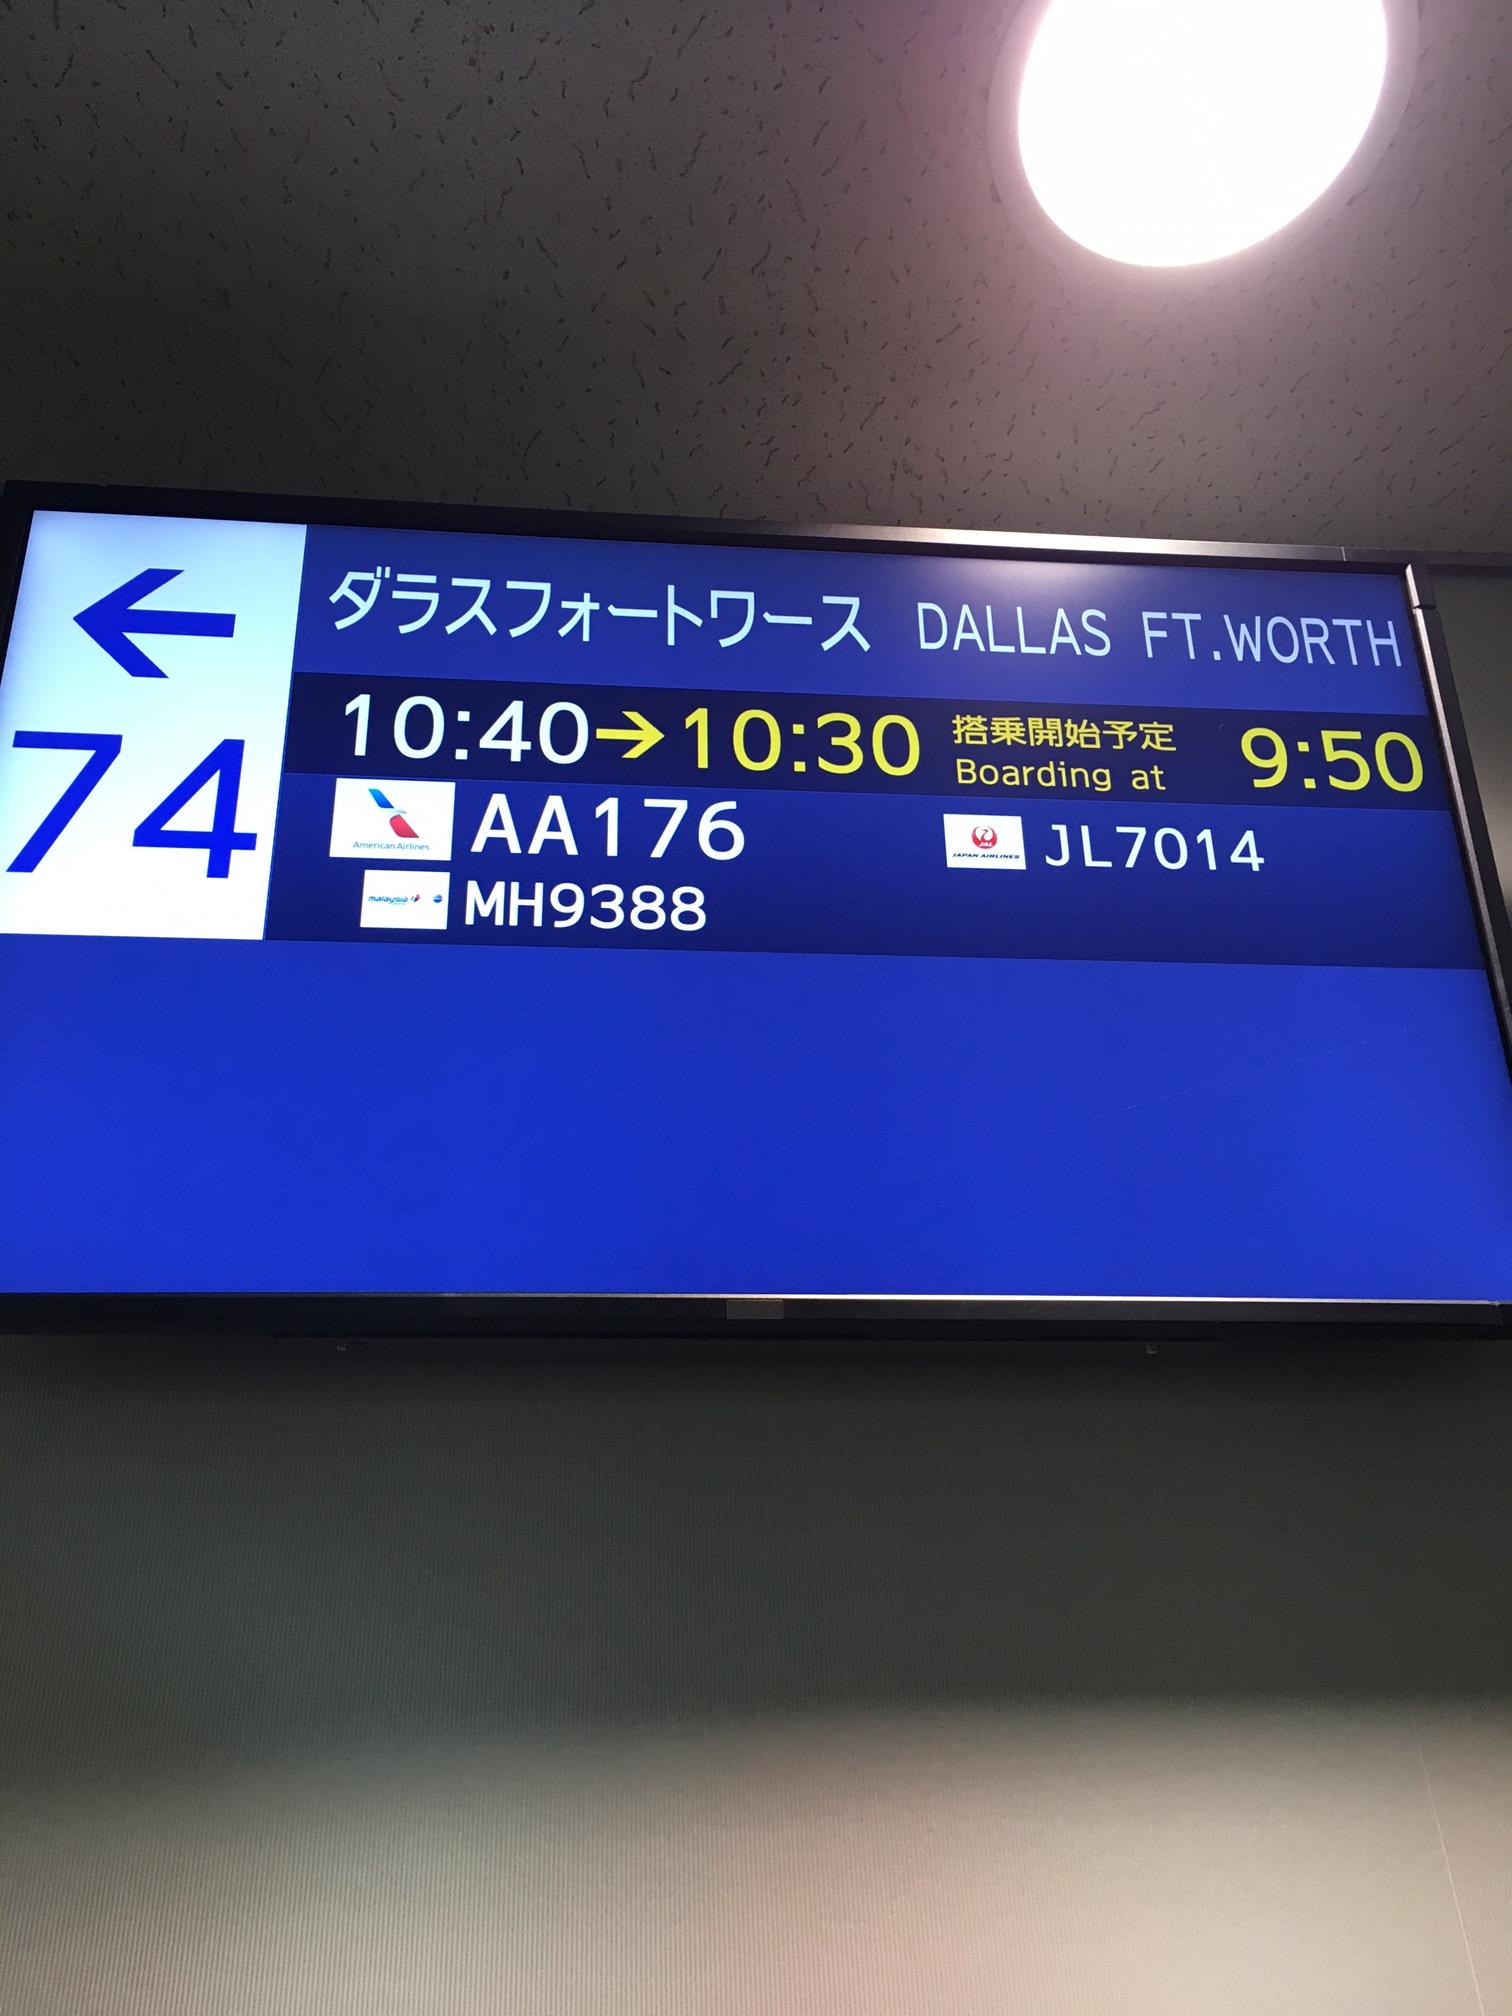 ←
74
ダラスフォートワース DALLAS FT.WORTH
10:40→10:30 搭乗開始予定 9:50
Boarding at
American Airlines AA176 JAL JAPAN AIRLINES JL7014
malaysia MH9388